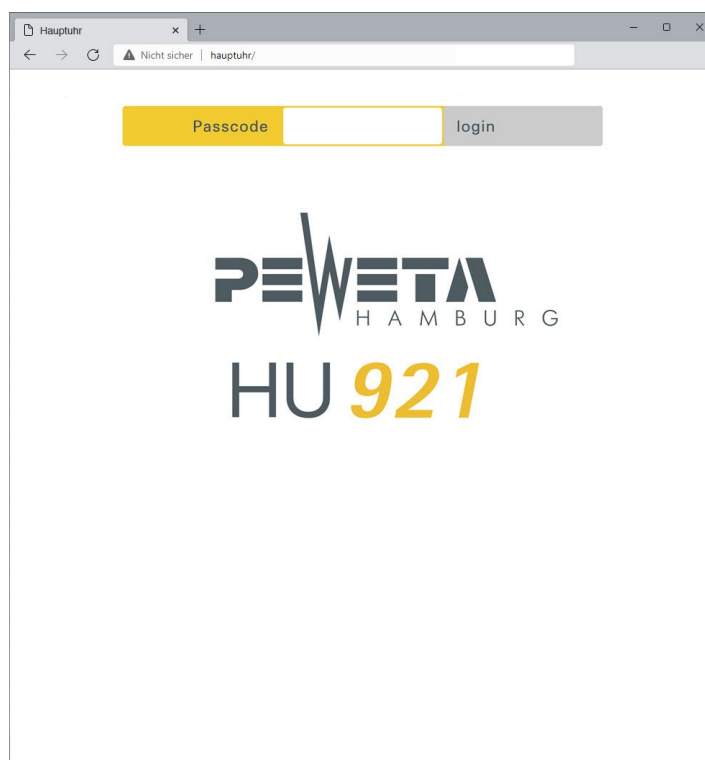 Hauptuhr
Nicht sicher | hauptuhr/
Passcode login
PEWETA
HAMBURG
HU 921